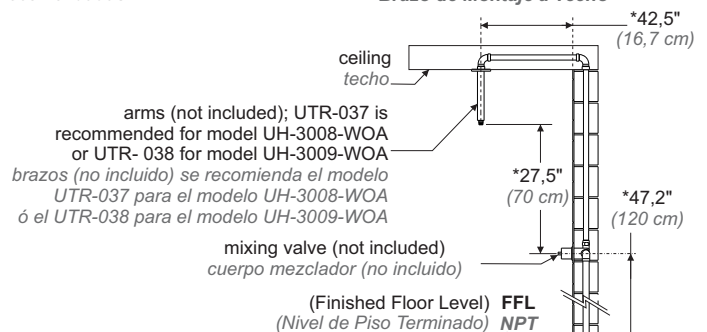 Brazo de Montaje a Techo
*42,5"
(16,7 cm)
ceiling
techo
arms (not included); UTR-037 is
recommended for model UH-3008-WOA
or UTR- 038 for model UH-3009-WOA
brazos (no incluido) se recomienda el modelo
UTR-037 para el modelo UH-3008-WOA
ó el UTR-038 para el modelo UH-3009-WOA
*27,5"
(70 cm)
*47,2"
(120 cm)
mixing valve (not included)
cuerpo mezclador (no incluido)
(Finished Floor Level) FFL
(Nivel de Piso Terminado) NPT